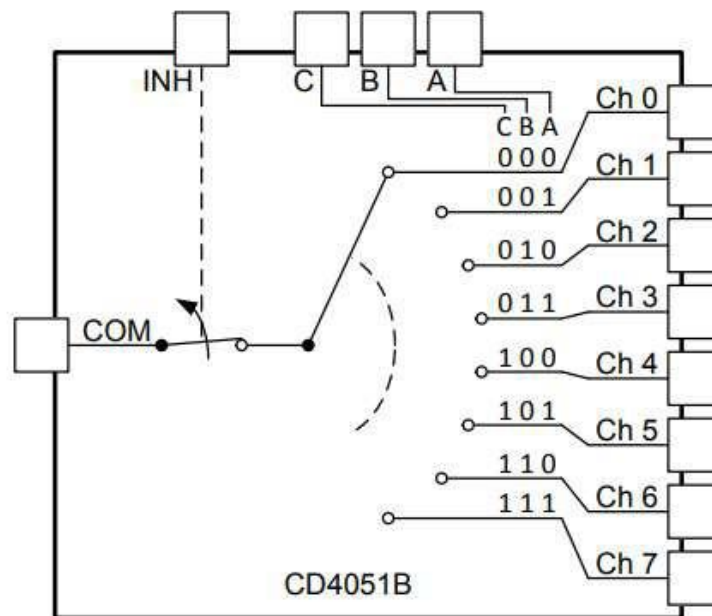 INH C B A
C B A
Ch 0
0 0 0
Ch 1
0 0 1
Ch 2
0 1 0
Ch 3
0 1 1
COM
Ch 4
1 0 0
Ch 5
1 0 1
Ch 6
1 1 0
Ch 7
1 1 1
CD4051B